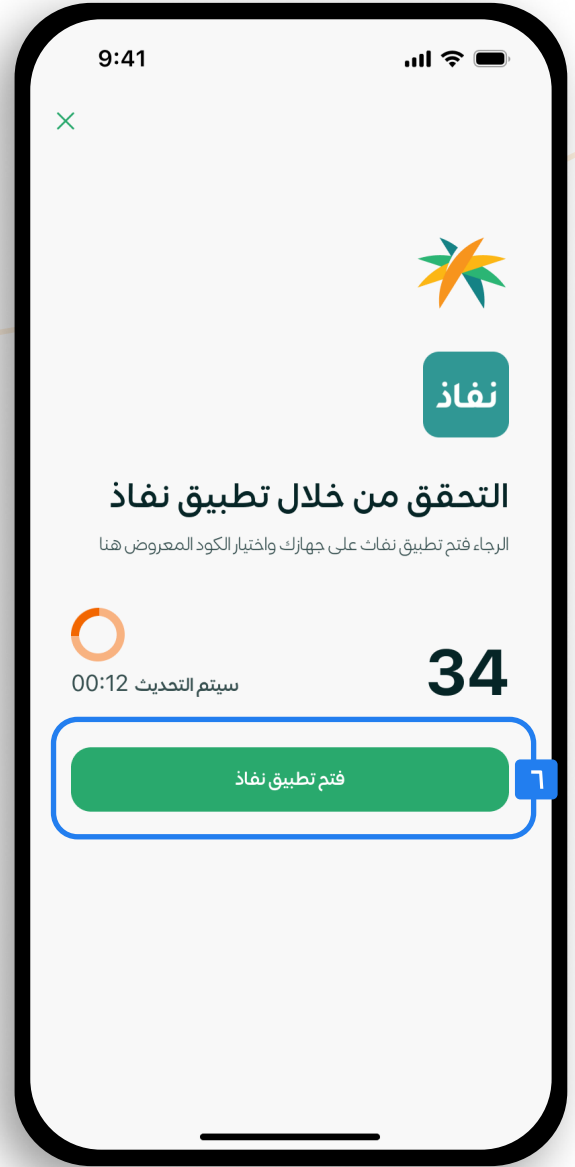 9:41
نفاذ
التحقق من خلال تطبيق نفاذ
الرجاء فتح تطبيق نفاث على جهازك واختيار الكود المعروض هنا
34
سيتم التحديث 00:12
فتح تطبيق نفاذ
٦